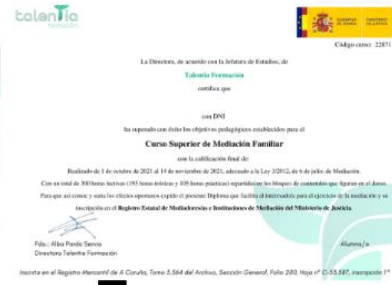 talenTia
formación
GOBIERNO DE ESPAÑA
MINISTERIO
Código curso: 22871
La Directora, de acuerdo con la Jefatura de Estudios, de
Talentia Formación
certifica que
con DNI
ha superado con éxito los objetivos pedagógicos establecidos para el
Curso Superior de Mediación Familiar
con la calificación final de:
Realizado de 1 de octubre de 2021 al 14 de noviembre de 2021, adecuado a la Ley 5/2012, de 6 de julio, de Mediación.
Con un total de 300 horas lectivas (195 horas teóricas y 105 horas prácticas) repartidas en los bloques de contenidos que figuran en el dorso.
Para que así conste y surta los efectos oportunos expido el presente Diploma que facilita al interesado/a para el ejercicio de la mediación y su
inscripción en el Registro Estatal de Mediadores/as e Instituciones de Mediación del Ministerio de Justicia.
Fdo.: Alba Pardo Servia
Alumno/a
Directora Talentia Formación
Inscrita en el Registro Mercantil de A Coruña, Tomo 3.564 del Archivo, Sección General, Folio 200, Hoja nº C-53.587, inscripción 1ª